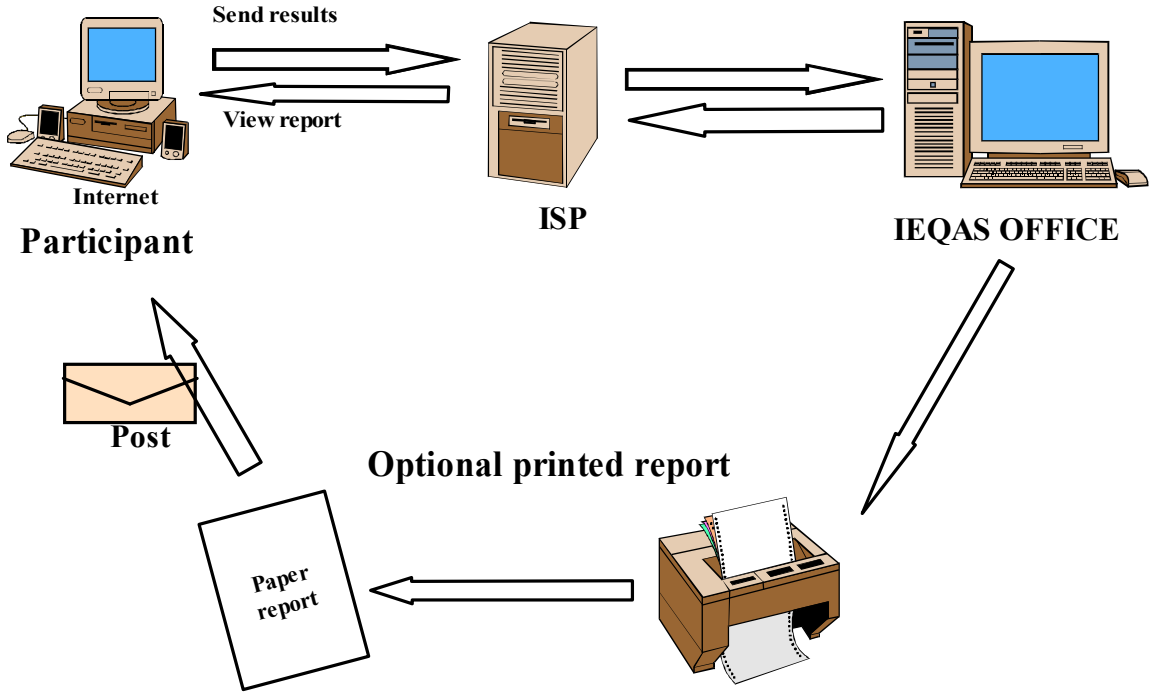 Send results
View report
Internet
Participant
ISP
IEQAS OFFICE
Post
Optional printed report
Paper
report